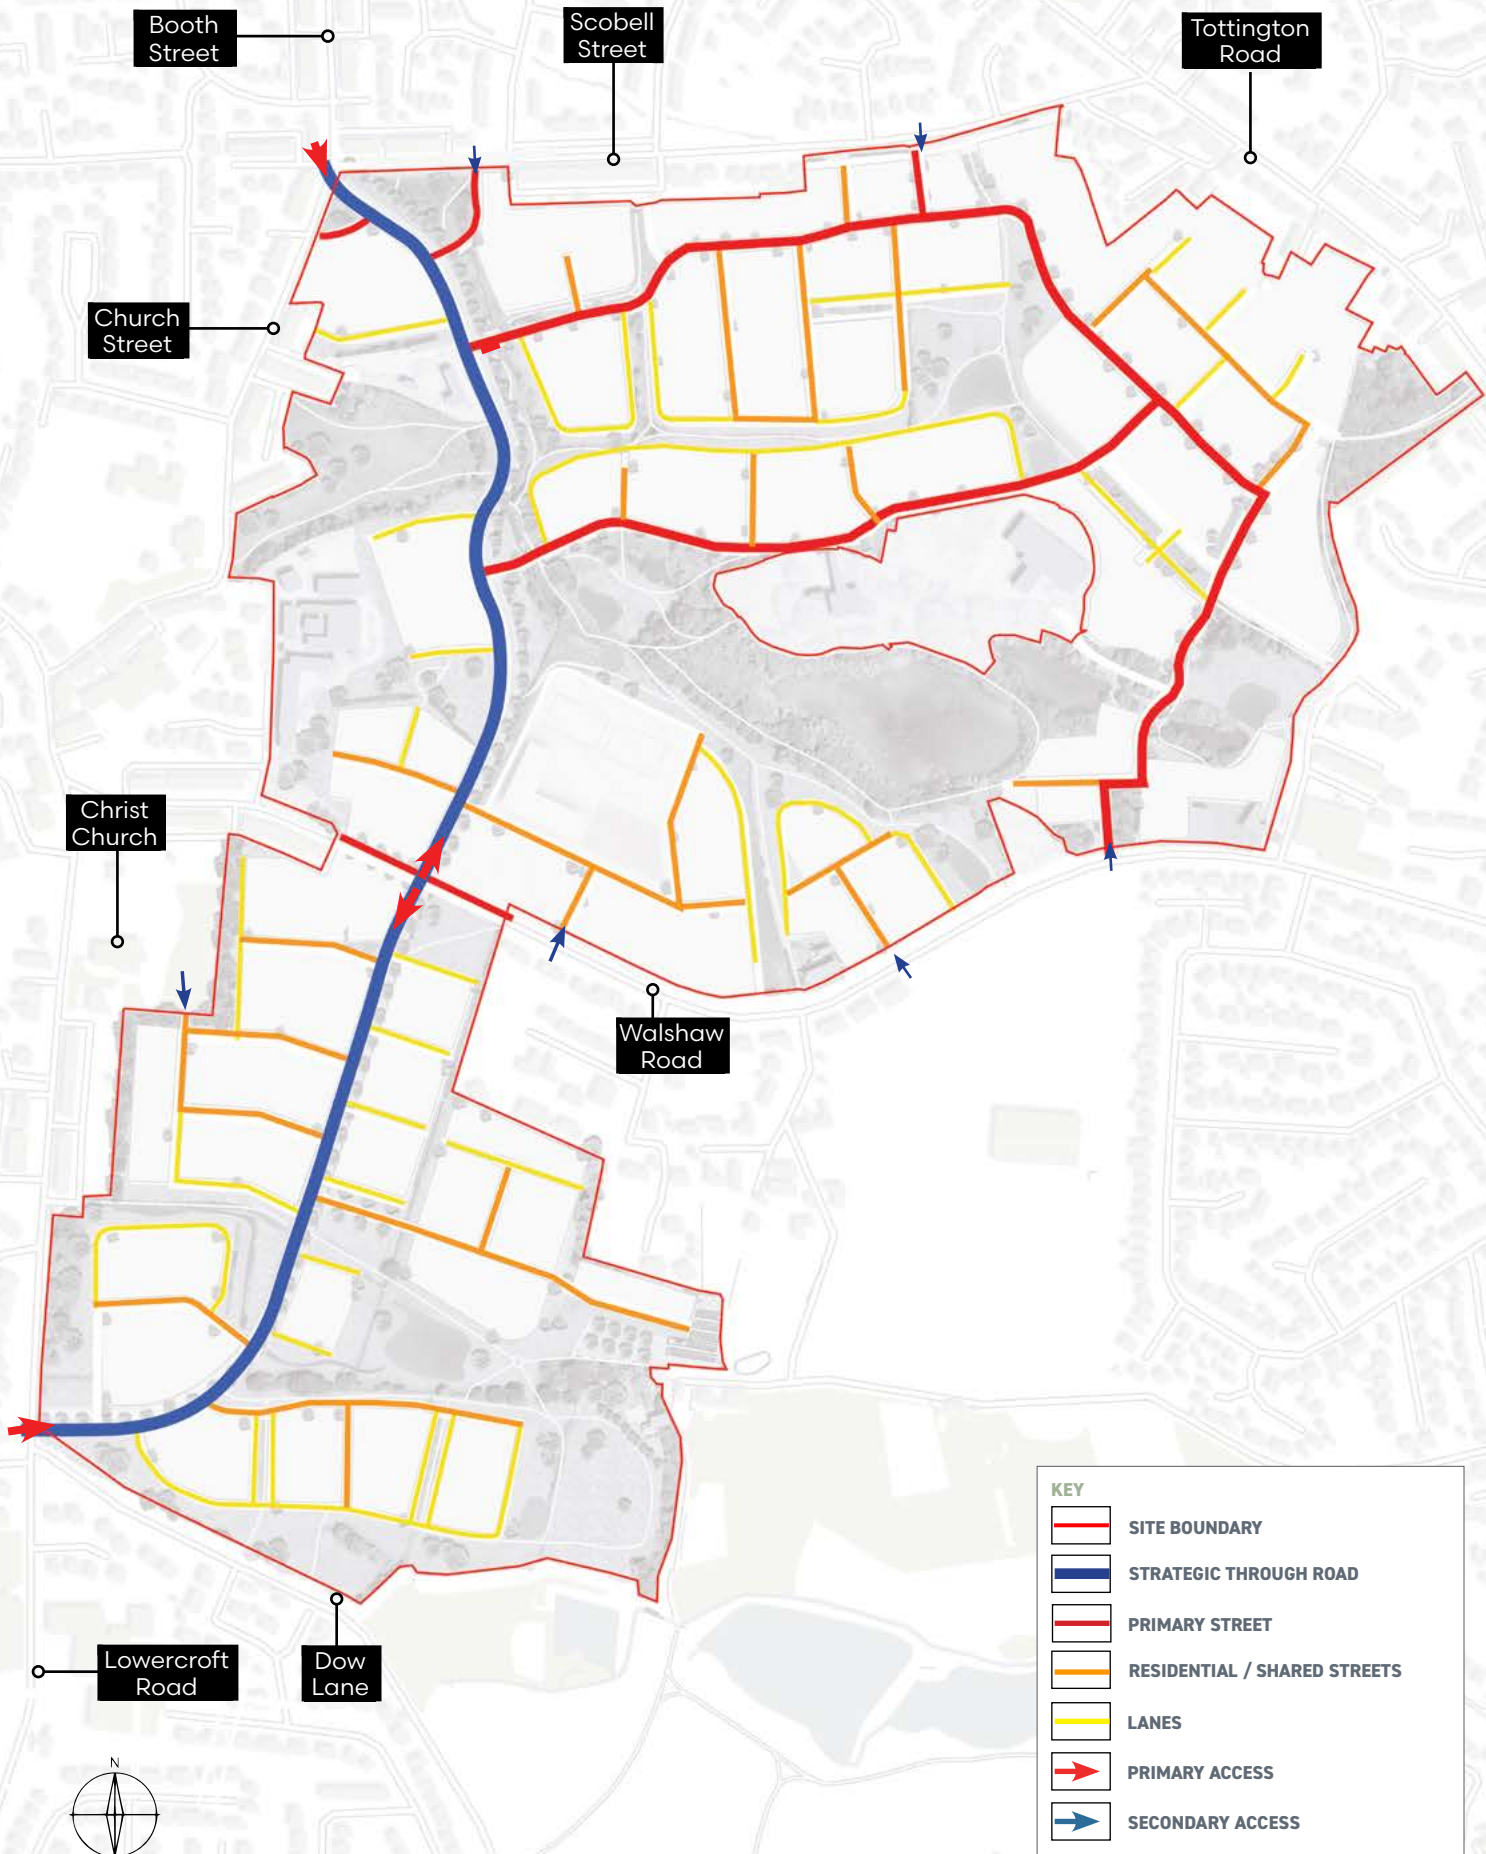 Booth
Street
Scobell
Street
Tottington
Road
Church
Street
Christ
Church
Walshaw
Road
Lowercroft
Road
Dow
Lane
N
KEY
SITE BOUNDARY
STRATEGIC THROUGH ROAD
PRIMARY STREET
RESIDENTIAL / SHARED STREETS
LANES
PRIMARY ACCESS
SECONDARY ACCESS